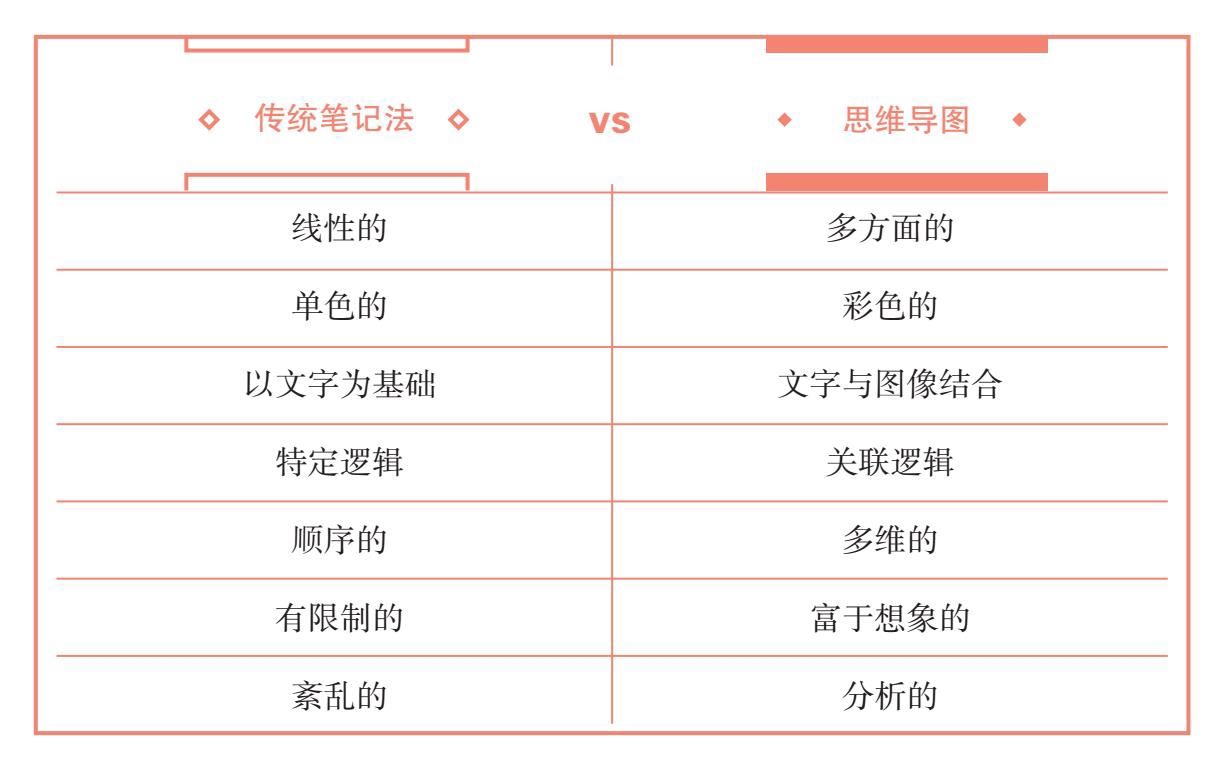 传统笔记法 vs 思维导图
线性的 多方面的
单色的 彩色的
以文字为基础 文字与图像结合
特定逻辑 关联逻辑
顺序的 多维的
有限制的 富于想象的
紊乱的 分析的